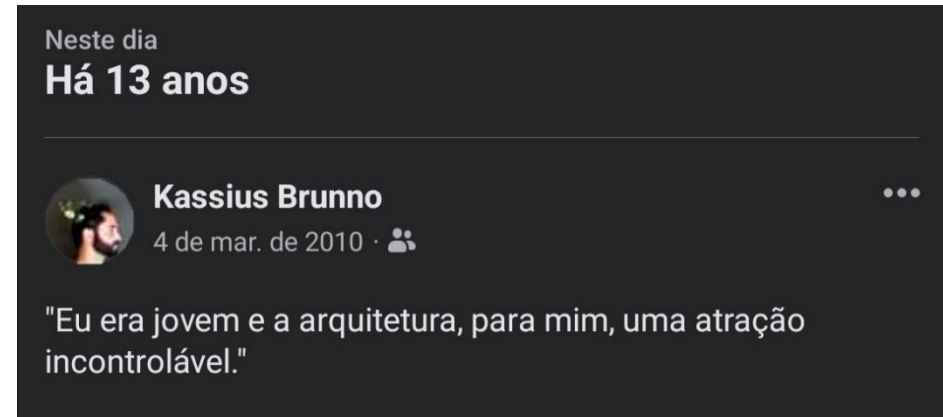 Neste dia
Há 13 anos
Kassius Brunno
4 de mar. de 2010 ·
"Eu era jovem e a arquitetura, para mim, uma atração
incontrolável."